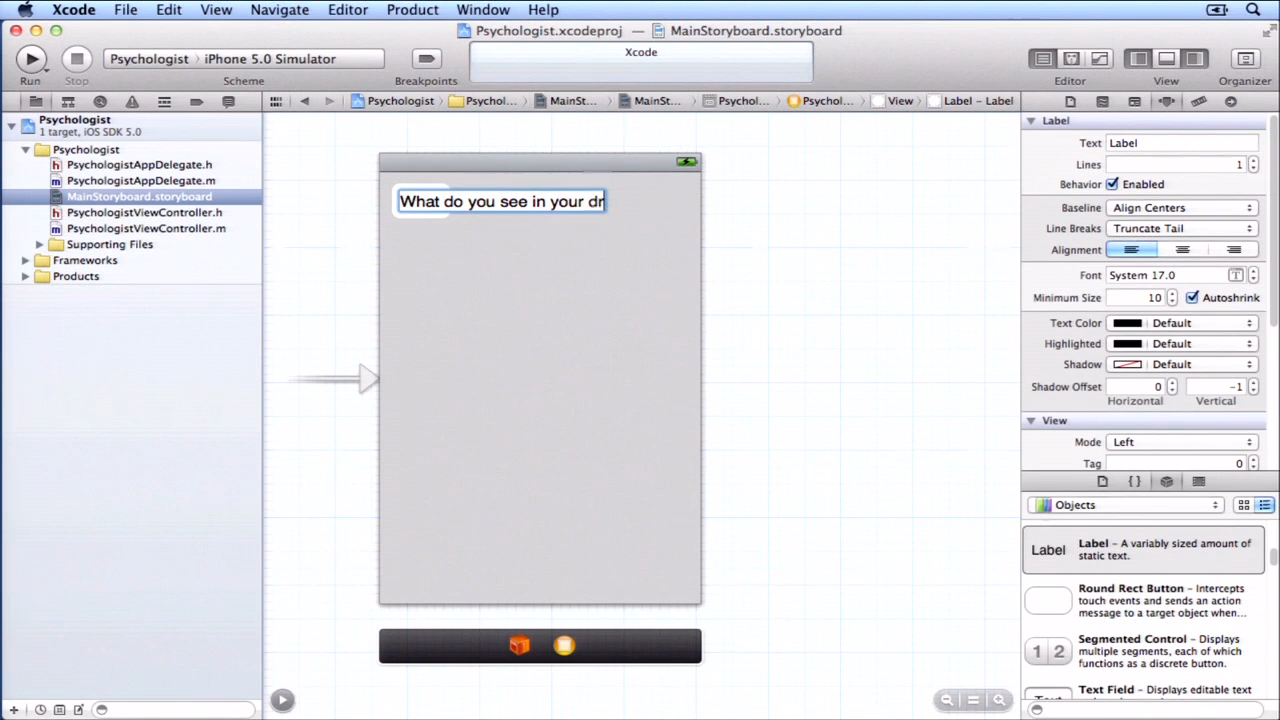 Xcode File Edit View Navigate Editor Product Window Help
Psychologist.xcodeproj — MainStoryboard.storyboard
Psychologist iPhone 5.0 Simulator
Xcode
Run Stop Scheme Breakpoints Editor View Organizer
Psychologist Psychol... MainSt... MainSt... Psychol... Psychol... View Label – Label
Psychologist
1 target, iOS SDK 5.0
Psychologist
PsychologistAppDelegate.h
PsychologistAppDelegate.m
MainStoryboard.storyboard
PsychologistViewController.h
PsychologistViewController.m
Supporting Files
Frameworks
Products
What do you see in your dr
Label
Text Label
Lines 1
Behavior Enabled
Baseline Align Centers
Line Breaks Truncate Tail
Alignment
Font System 17.0 T
Minimum Size 10 Autoshrink
Text Color Default
Highlighted Default
Shadow Default
Shadow Offset 0 -1
Horizontal Vertical
View
Mode Left
Tag 0
{ }
Objects
Label Label – A variably sized amount of
static text.
Round Rect Button – Intercepts
touch events and sends an action
message to a target object when...
1 2 Segmented Control – Displays
multiple segments, each of which
functions as a discrete button.
Text Text Field – Displays editable text